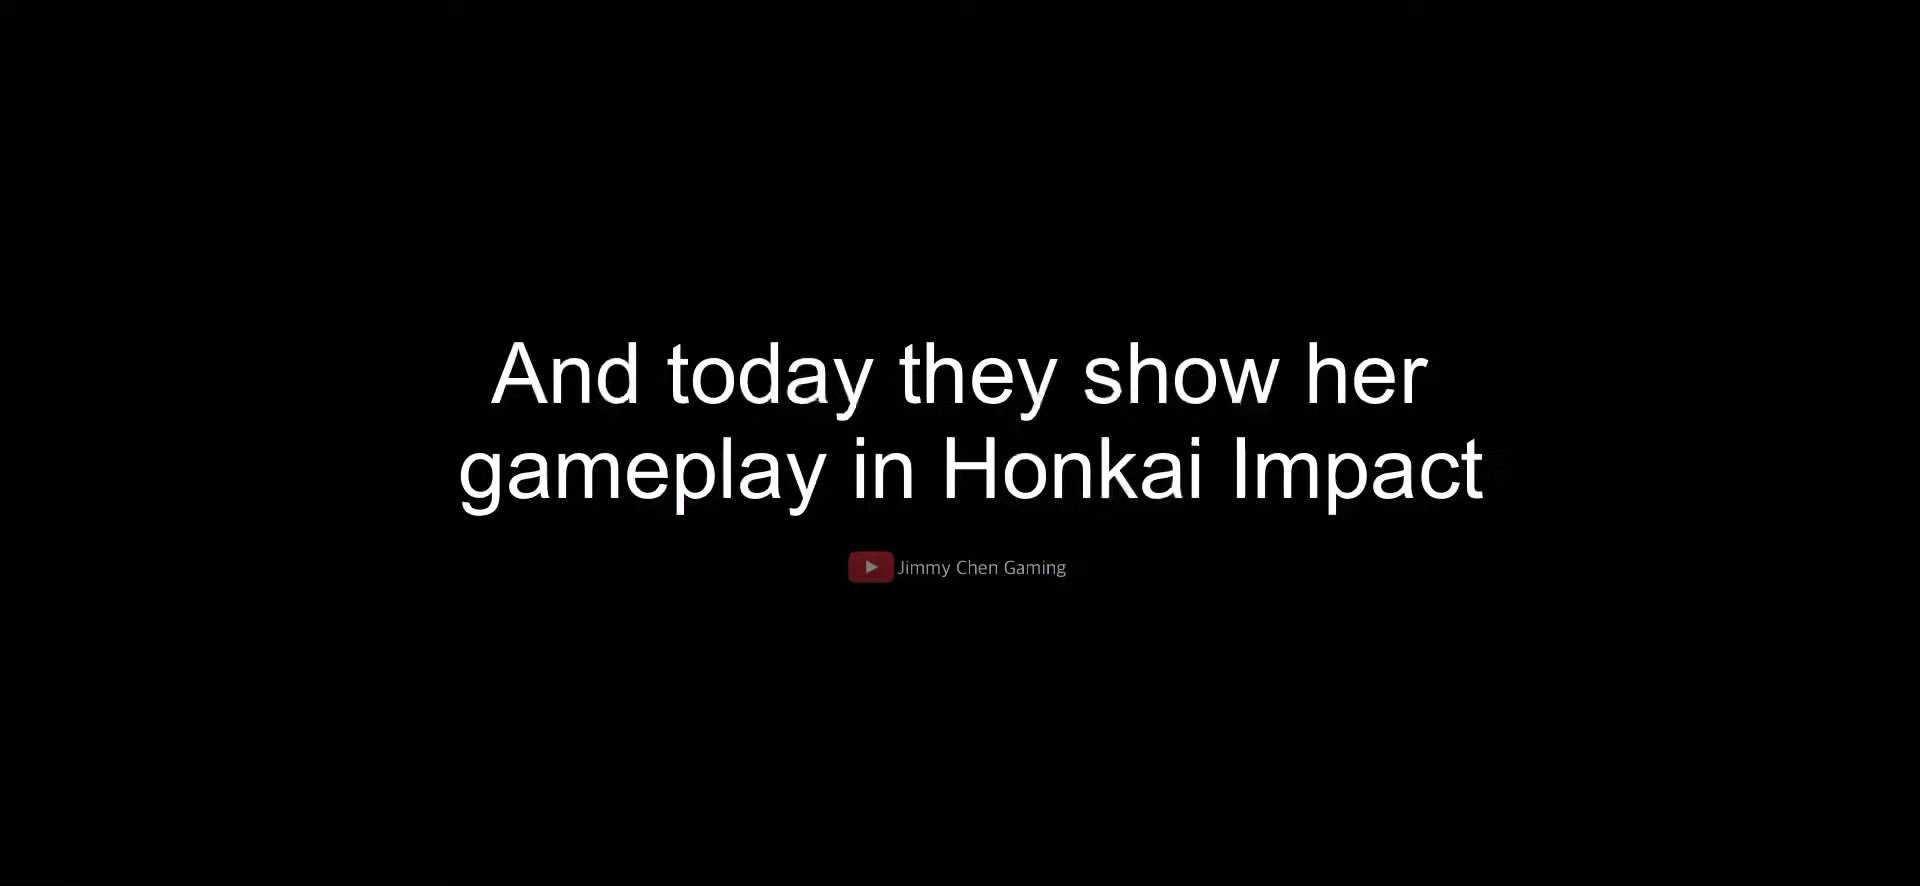 And today they show her
gameplay in Honkai Impact
Jimmy Chen Gaming